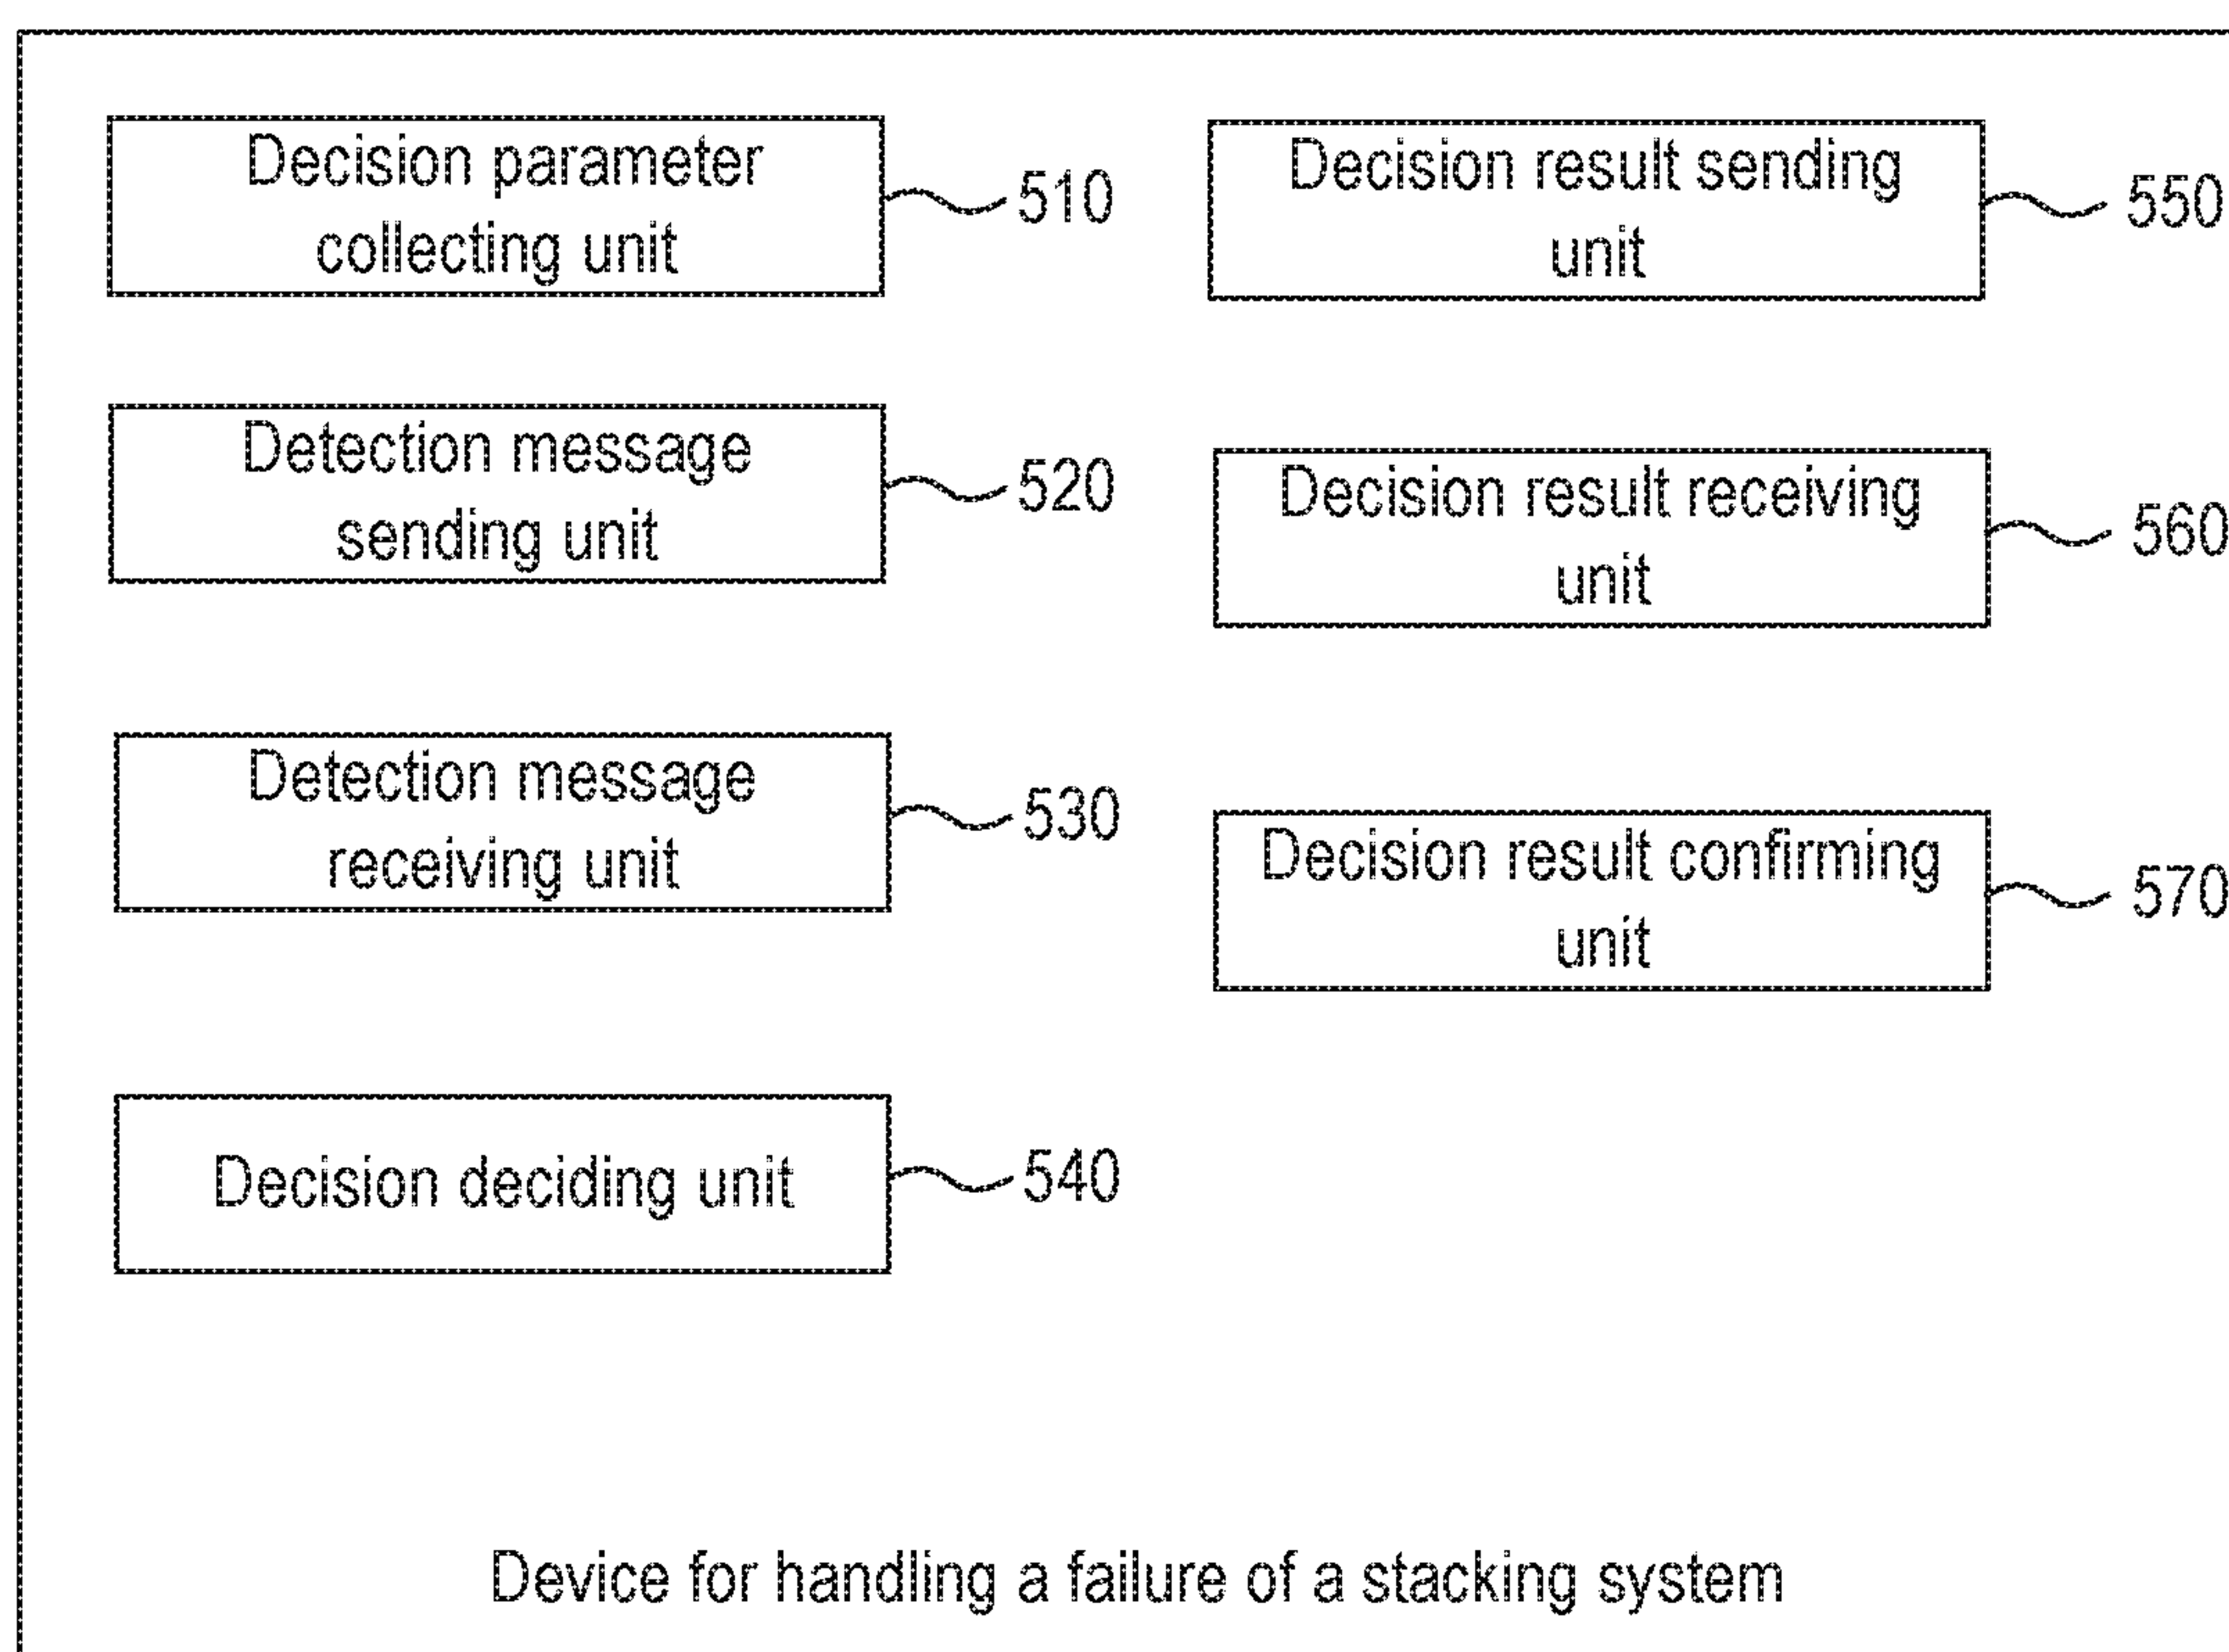 Decision parameter
collecting unit
510
Detection message
sending unit
520
Detection message
receiving unit
530
Decision deciding unit
540
Decision result sending
unit
550
Decision result receiving
unit
560
Decision result confirming
unit
570
Device for handling a failure of a stacking system